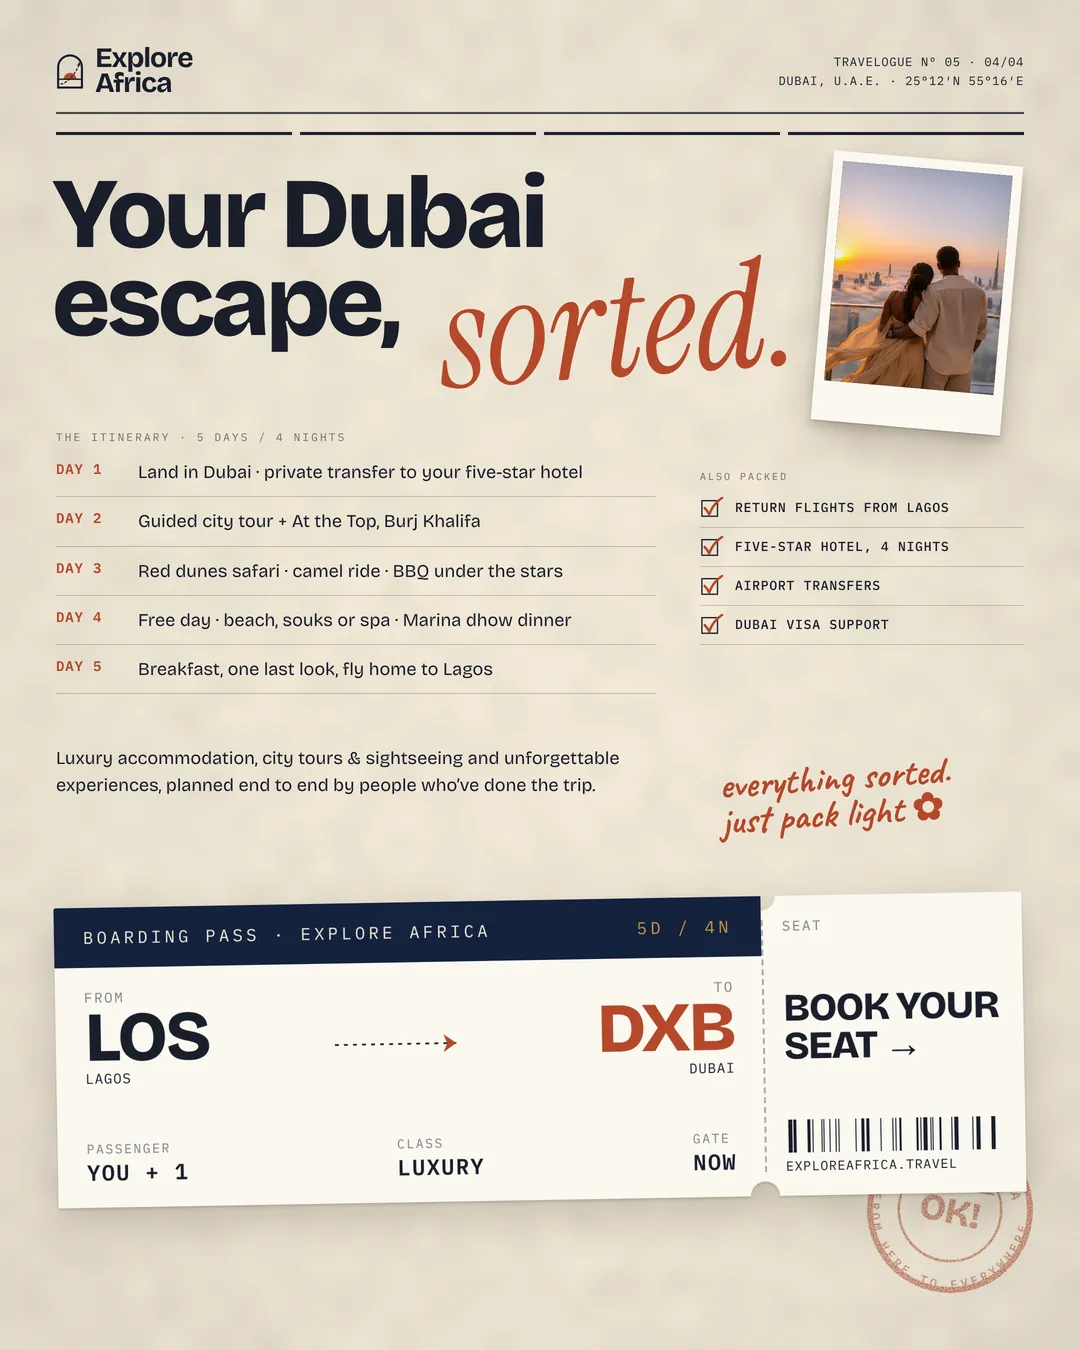 Explore
Africa
TRAVELOGUE Nº 05 · 04/04
DUBAI, U.A.E. · 25°12′N 55°16′E
Your Dubai
escape, sorted.
THE ITINERARY · 5 DAYS / 4 NIGHTS
DAY 1 Land in Dubai · private transfer to your five-star hotel
DAY 2 Guided city tour + At the Top, Burj Khalifa
DAY 3 Red dunes safari · camel ride · BBQ under the stars
DAY 4 Free day · beach, souks or spa · Marina dhow dinner
DAY 5 Breakfast, one last look, fly home to Lagos
ALSO PACKED
RETURN FLIGHTS FROM LAGOS
FIVE-STAR HOTEL, 4 NIGHTS
AIRPORT TRANSFERS
DUBAI VISA SUPPORT
Luxury accommodation, city tours & sightseeing and unforgettable
experiences, planned end to end by people who’ve done the trip.
everything sorted.
just pack light
BOARDING PASS · EXPLORE AFRICA 5D / 4N
FROM
LOS
LAGOS
TO
DXB
DUBAI
PASSENGER
YOU + 1
CLASS
LUXURY
GATE
NOW
SEAT
BOOK YOUR
SEAT →
EXPLOREAFRICA.TRAVEL
OK!
FROM HERE TO EVERYWHERE